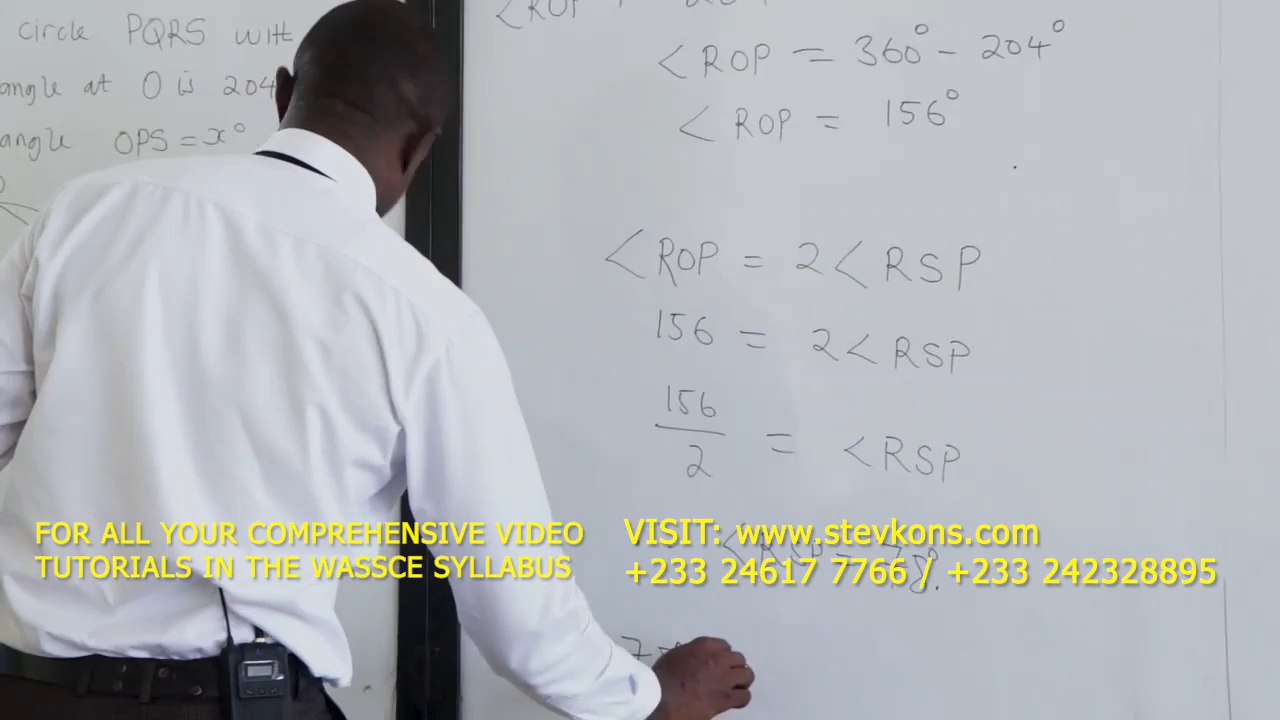 circle PQRS with
angle at O is 204
angle OPS = x°
<ROP
<ROP = 360° - 204°
<ROP = 156°
<ROP = 2<RSP
156 = 2<RSP
156
2
= <RSP
78°.
FOR ALL YOUR COMPREHENSIVE VIDEO
TUTORIALS IN THE WASSCE SYLLABUS
VISIT: www.stevkons.com
+233 24617 7766 / +233 242328895